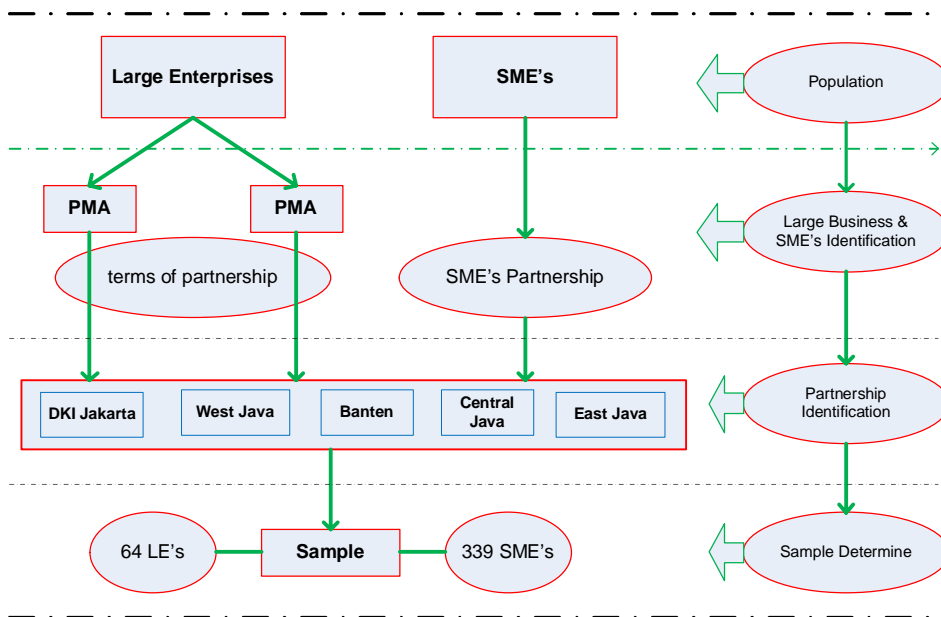 Large Enterprises
SME's
Population
PMA
PMA
Large Business &
SME's Identification
terms of partnership
SME's Partnership
DKI Jakarta
West Java
Banten
Central
Java
East Java
Partnership
Identification
64 LE's
Sample
339 SME's
Sample Determine